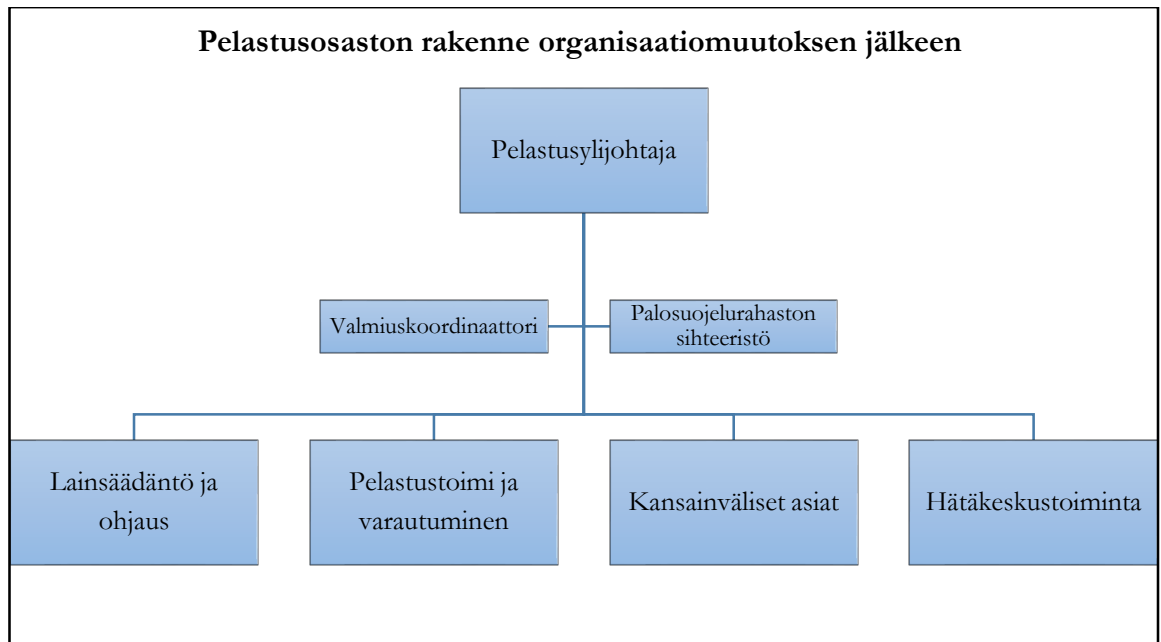 Pelastusosaston rakenne organisaatiomuutoksen jälkeen
Pelastusylijohtaja
Valmiuskoordinaattori
Palosuojelurahaston
sihteeristö
Lainsäädäntö ja
ohjaus
Pelastustoimi ja
varautuminen
Kansainväliset asiat
Hätäkeskustoiminta